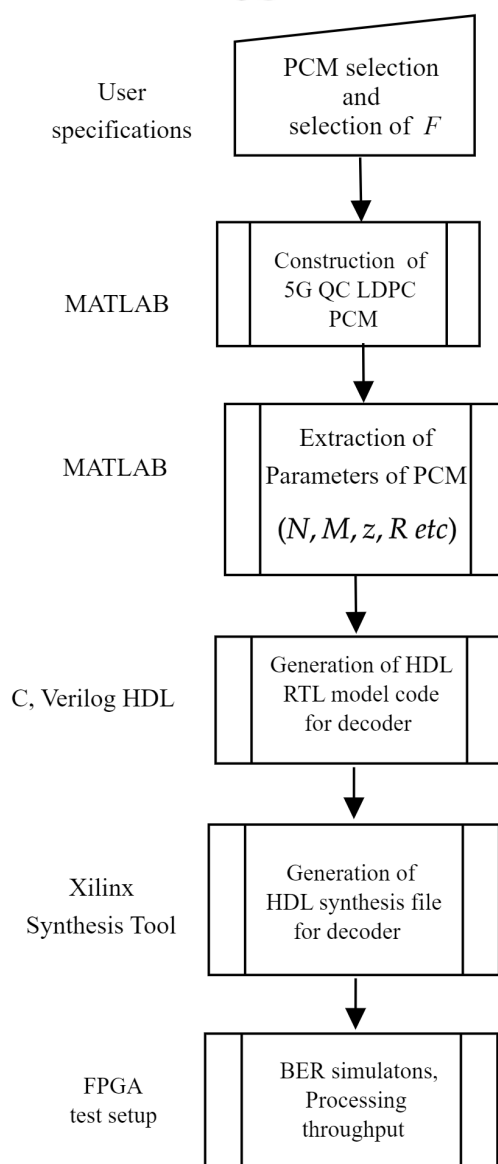 User
specifications
PCM selection
and
selection of F
MATLAB
Construction of
5G QC LDPC
PCM
MATLAB
Extraction of
Parameters of PCM
(N, M, z, R etc)
C, Verilog HDL
Generation of HDL
RTL model code
for decoder
Xilinx
Synthesis Tool
Generation of
HDL synthesis file
for decoder
FPGA
test setup
BER simulatons,
Processing
throughput